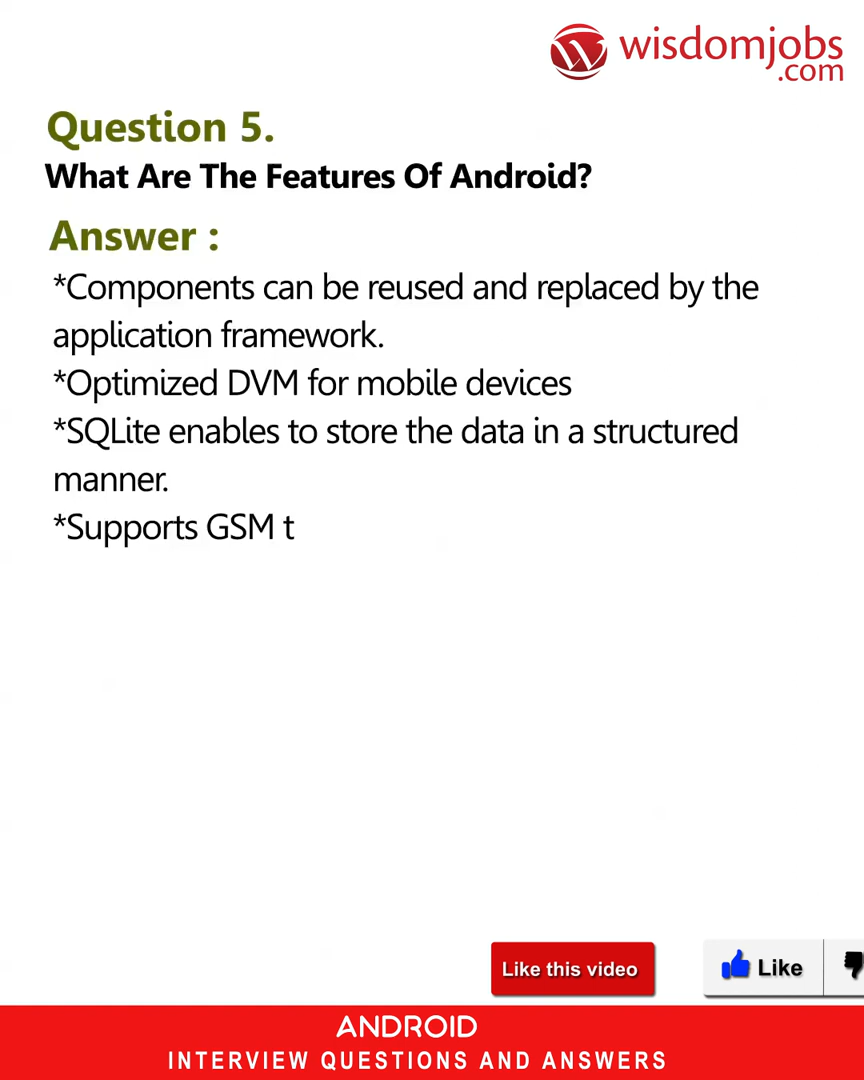 wisdomjobs
.com
Question 5.
What Are The Features Of Android?
Answer :
*Components can be reused and replaced by the
application framework.
*Optimized DVM for mobile devices
*SQLite enables to store the data in a structured
manner.
*Supports GSM t
Like this video
Like
ANDROID
INTERVIEW QUESTIONS AND ANSWERS